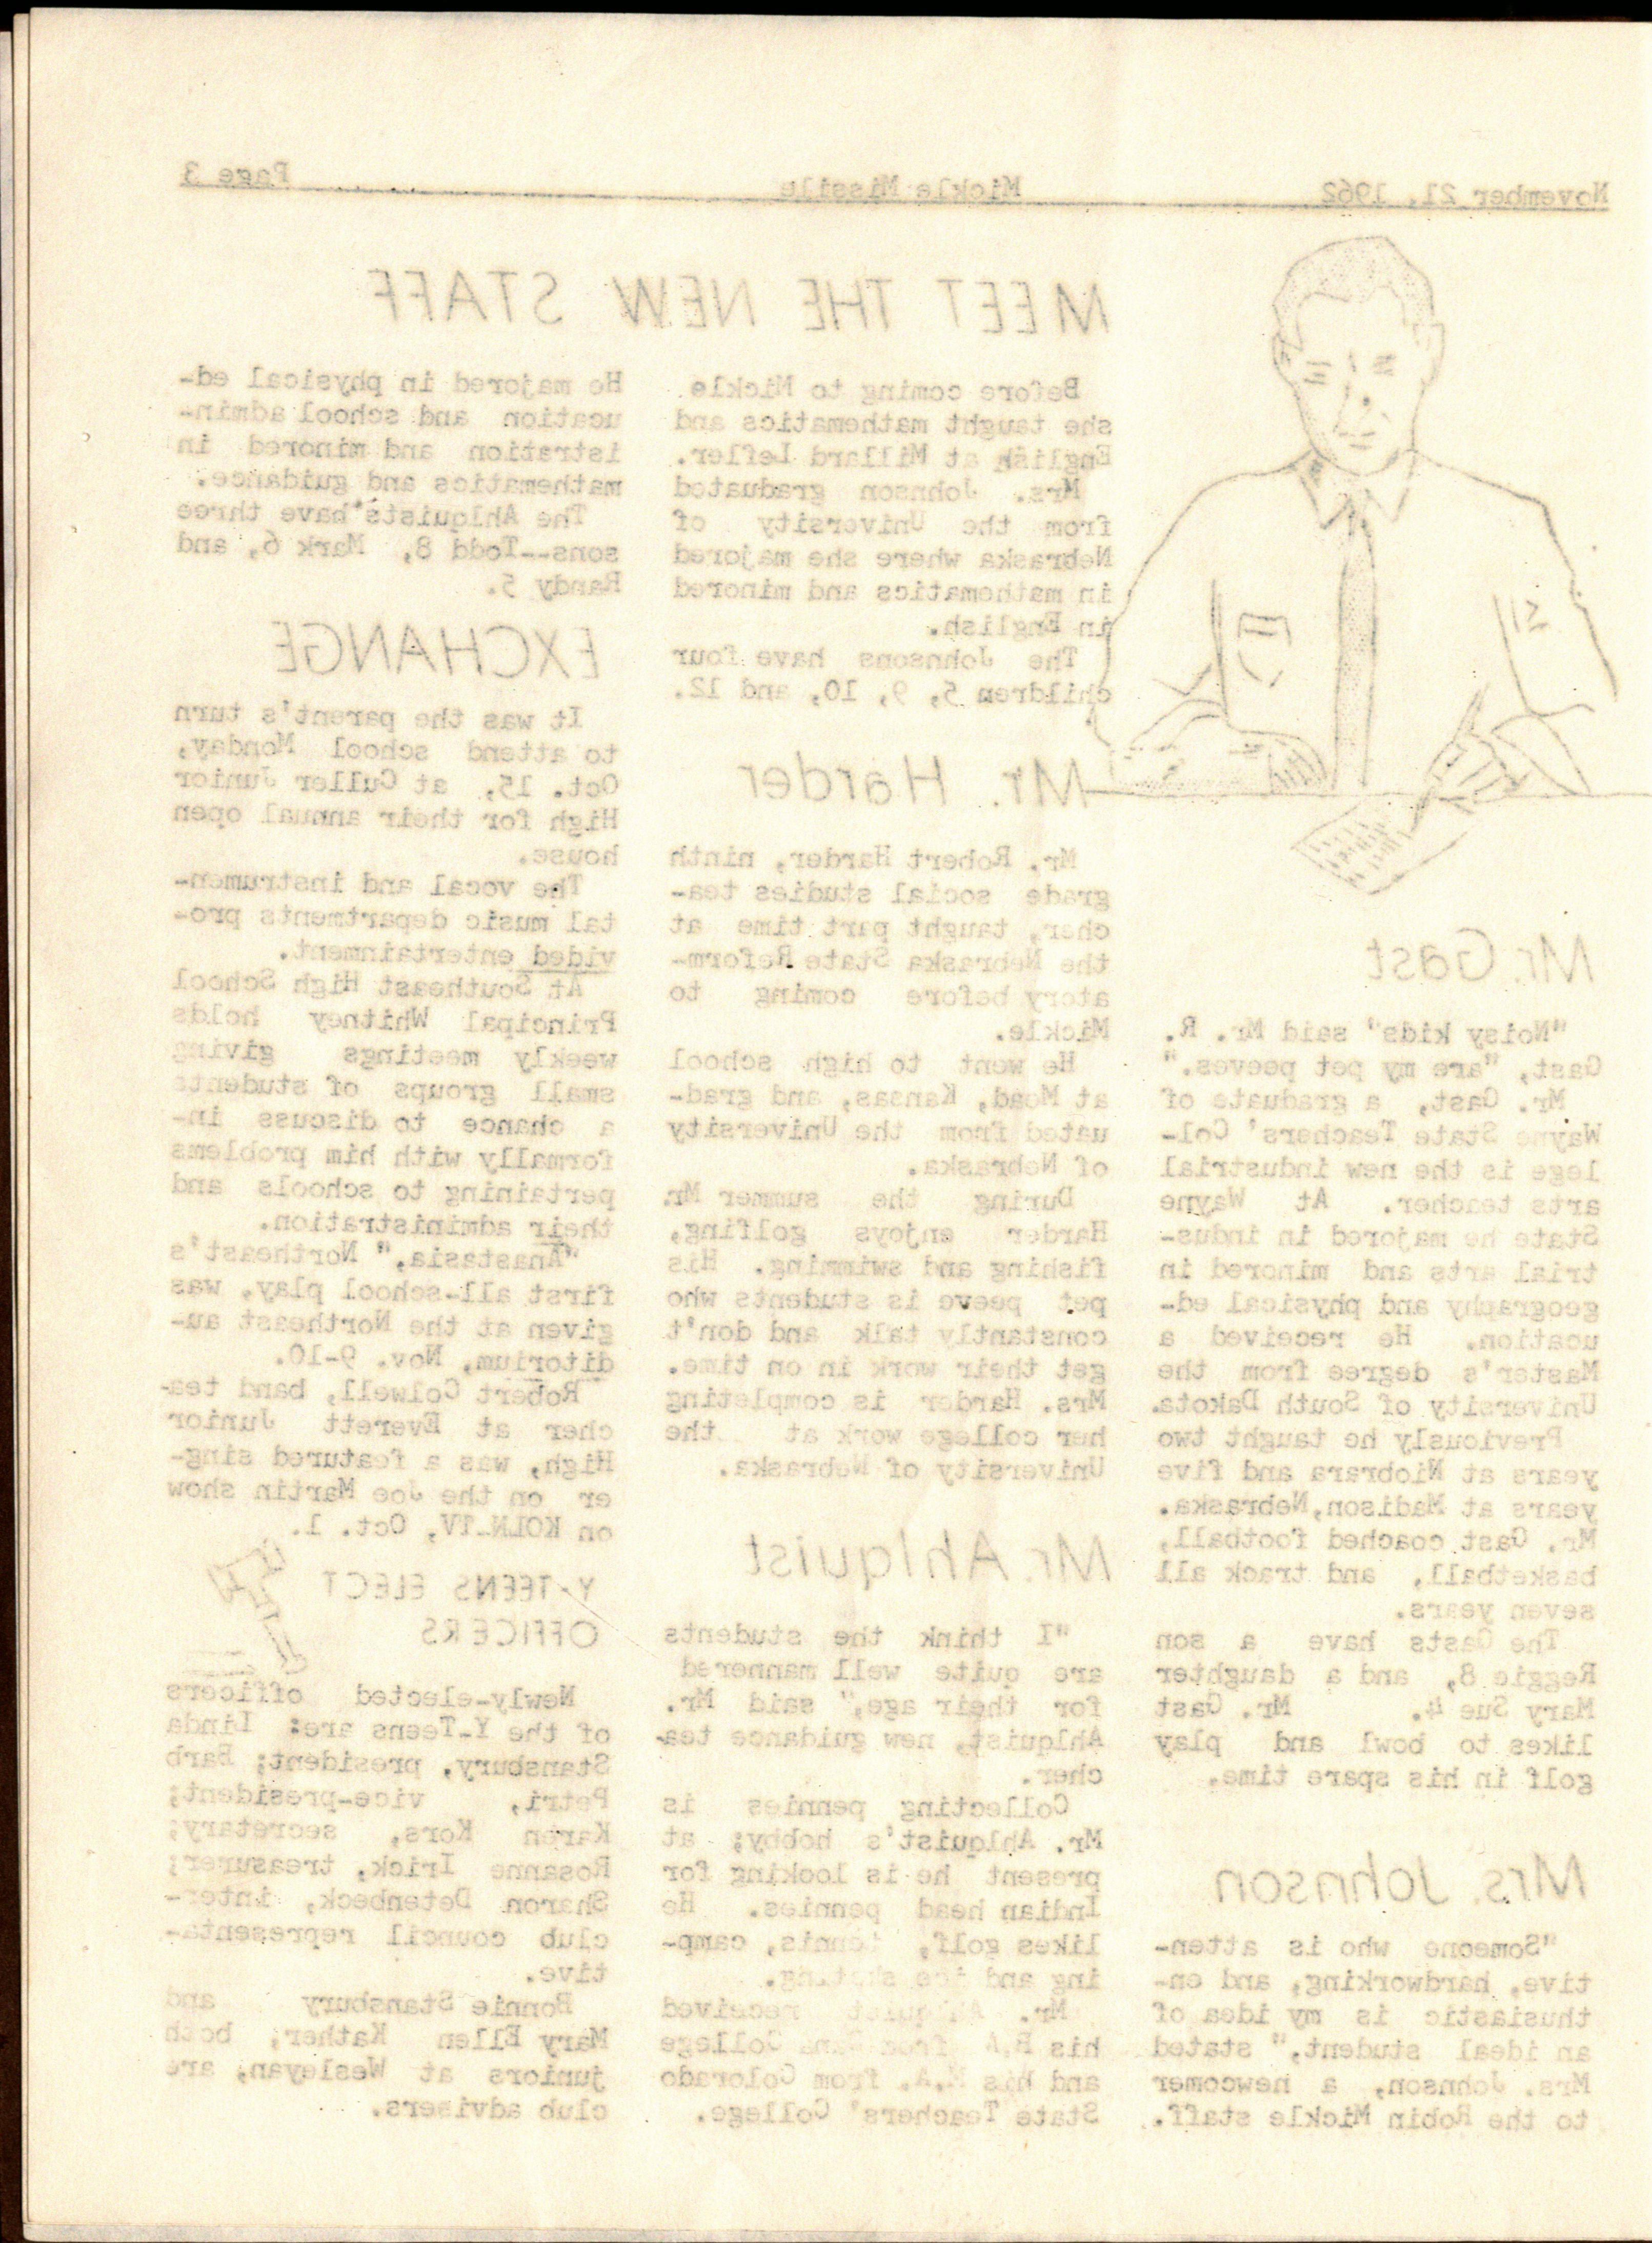 November 21, 1962 Mickle Missile Page 3
MEET THE NEW STAFF
Mr. Gast
"Noisy kids" said Mr. R.
Gast, "are my pet peeves."
Mr. Gast, a graduate of
Wayne State Teachers' Col-
lege is the new industrial
arts teacher. At Wayne
State he majored in indus-
trial arts and minored in
geography and physical ed-
ucation. He received a
Master's degree from the
University of South Dakota.
Previously he taught two
years at Niobrara and five
years at Madison, Nebraska.
Mr. Gast coached football,
basketball, and track all
seven years.
The Gasts have a son
Reggie 8, and a daughter
Mary Sue 4. Mr. Gast
likes to bowl and play
golf in his spare time.
Mrs. Johnson
"Someone who is atten-
tive, hardworking, and en-
thusiastic is my idea of
an ideal student," stated
Mrs. Johnson, a newcomer
to the Robin Mickle staff.
Before coming to Mickle
she taught mathematics and
English at Millard Lefler.
Mrs. Johnson graduated
from the University of
Nebraska where she majored
in mathematics and minored
in English.
The Johnsons have four
children 5, 9, 10, and 12.
Mr. Harder
Mr. Robert Harder, ninth
grade social studies tea-
cher, taught part time at
the Nebraska State Reform-
atory before coming to
Mickle.
He went to high school
at Mead, Kansas, and grad-
uated from the University
of Nebraska.
During the summer Mr.
Harder enjoys golfing,
fishing and swimming. His
pet peeve is students who
constantly talk and don't
get their work in on time.
Mrs. Harder is completing
her college work at the
University of Nebraska.
Mr. Ahlquist
"I think the students
are quite well mannered
for their age," said Mr.
Ahlquist, new guidance tea-
cher.
Collecting pennies is
Mr. Ahlquist's hobby; at
present he is looking for
Indian head pennies. He
likes golf, tennis, camp-
ing and ice skating.
Mr. Ahlquist received
his B.A. from Dana College
and his M.A. from Colorado
State Teachers' College.
He majored in physical ed-
ucation and school admin-
istration and minored in
mathematics and guidance.
The Ahlquists have three
sons--Todd 8, Mark 6, and
Randy 5.
EXCHANGE
It was the parent's turn
to attend school Monday,
Oct. 15, at Culler Junior
High for their annual open
house.
The vocal and instrumen-
tal music departments pro-
vided entertainment.
At Southeast High School
Principal Whitney holds
weekly meetings giving
small groups of students
a chance to discuss in-
formally with him problems
pertaining to schools and
their administration.
"Anastasia," Northeast's
first all-school play, was
given at the Northeast au-
ditorium, Nov. 9-10.
Robert Colwell, band tea-
cher at Everett Junior
High, was a featured sing-
er on the Joe Martin show
on KOLN-TV, Oct. 1.
Y-TEENS ELECT
OFFICERS
Newly-elected officers
of the Y-Teens are: Linda
Stansbury, president; Barb
Petri, vice-president;
Karen Kors, secretary;
Rosanne Irick, treasurer;
Sharon Detenbeck, inter-
club council representa-
tive.
Bonnie Stansbury and
Mary Ellen Kather, both
juniors at Wesleyan, are
club advisers.